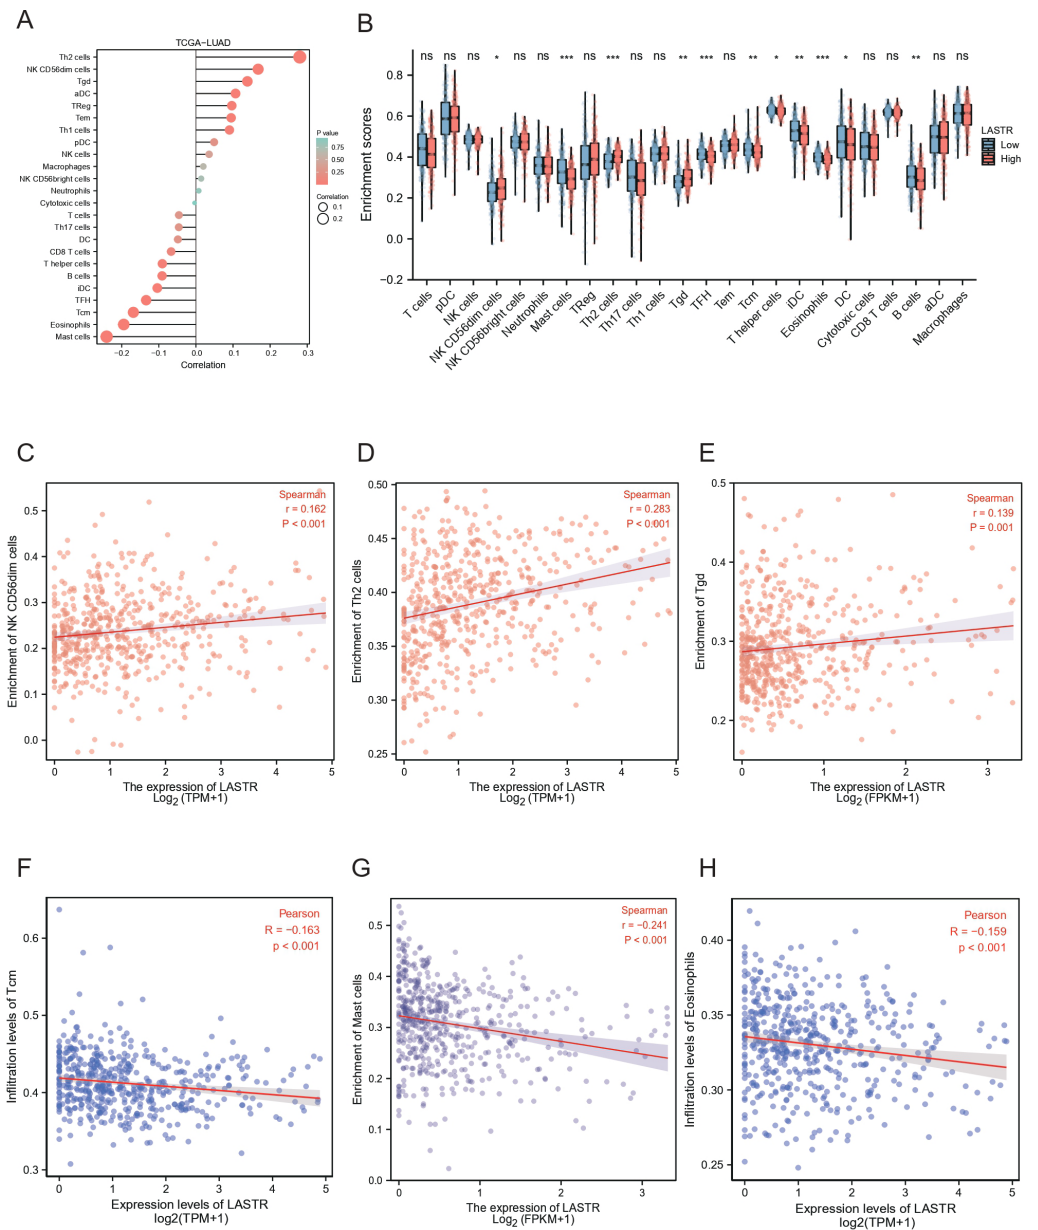 A
TCGA−LUAD
Th2 cells
NK CD56dim cells
Tgd
aDC
TReg
Tem
Th1 cells
pDC
NK cells
Macrophages
NK CD56bright cells
Neutrophils
Cytotoxic cells
T cells
Th17 cells
DC
CD8 T cells
T helper cells
B cells
iDC
TFH
Tcm
Eosinophils
Mast cells
−0.2 −0.1 0.0 0.1 0.2 0.3
Correlation
P value
0.75
0.50
0.25
Correlation
0.1
0.2
B
ns ns ns * ns ns *** ns *** ns ns ** *** ns ** * ** *** * ns ns ** ns ns
0.8
0.6
0.4
0.2
0.0
−0.2
Enrichment scores
T cells
pDC
NK cells
NK CD56dim cells
NK CD56bright cells
Neutrophils
Mast cells
TReg
Th2 cells
Th17 cells
Th1 cells
Tgd
TFH
Tem
Tcm
T helper cells
iDC
Eosinophils
DC
Cytotoxic cells
CD8 T cells
B cells
aDC
Macrophages
LASTR
Low
High
C
Spearman
r = 0.162
P < 0.001
0.5
0.4
0.3
0.2
0.1
0.0
Enrichment of NK CD56dim cells
0 1 2 3 4 5
The expression of LASTR
Log2 (TPM+1)
D
Spearman
r = 0.283
P < 0.001
0.50
0.45
0.40
0.35
0.30
0.25
Enrichment of Th2 cells
0 1 2 3 4 5
The expression of LASTR
Log2 (TPM+1)
E
Spearman
r = 0.139
P = 0.001
0.5
0.4
0.3
0.2
Enrichment of Tgd
0 1 2 3
The expression of LASTR
Log2 (FPKM+1)
F
Pearson
R = −0.163
p < 0.001
0.6
0.5
0.4
0.3
Infiltration levels of Tcm
0 1 2 3 4 5
Expression levels of LASTR
log2(TPM+1)
G
Spearman
r = −0.241
P < 0.001
0.5
0.4
0.3
0.2
0.1
0.0
Enrichment of Mast cells
0 1 2 3
The expression of LASTR
Log2 (FPKM+1)
H
Pearson
R = −0.159
p < 0.001
0.40
0.35
0.30
0.25
Infiltration levels of Eosinophils
0 1 2 3 4 5
Expression levels of LASTR
log2(TPM+1)